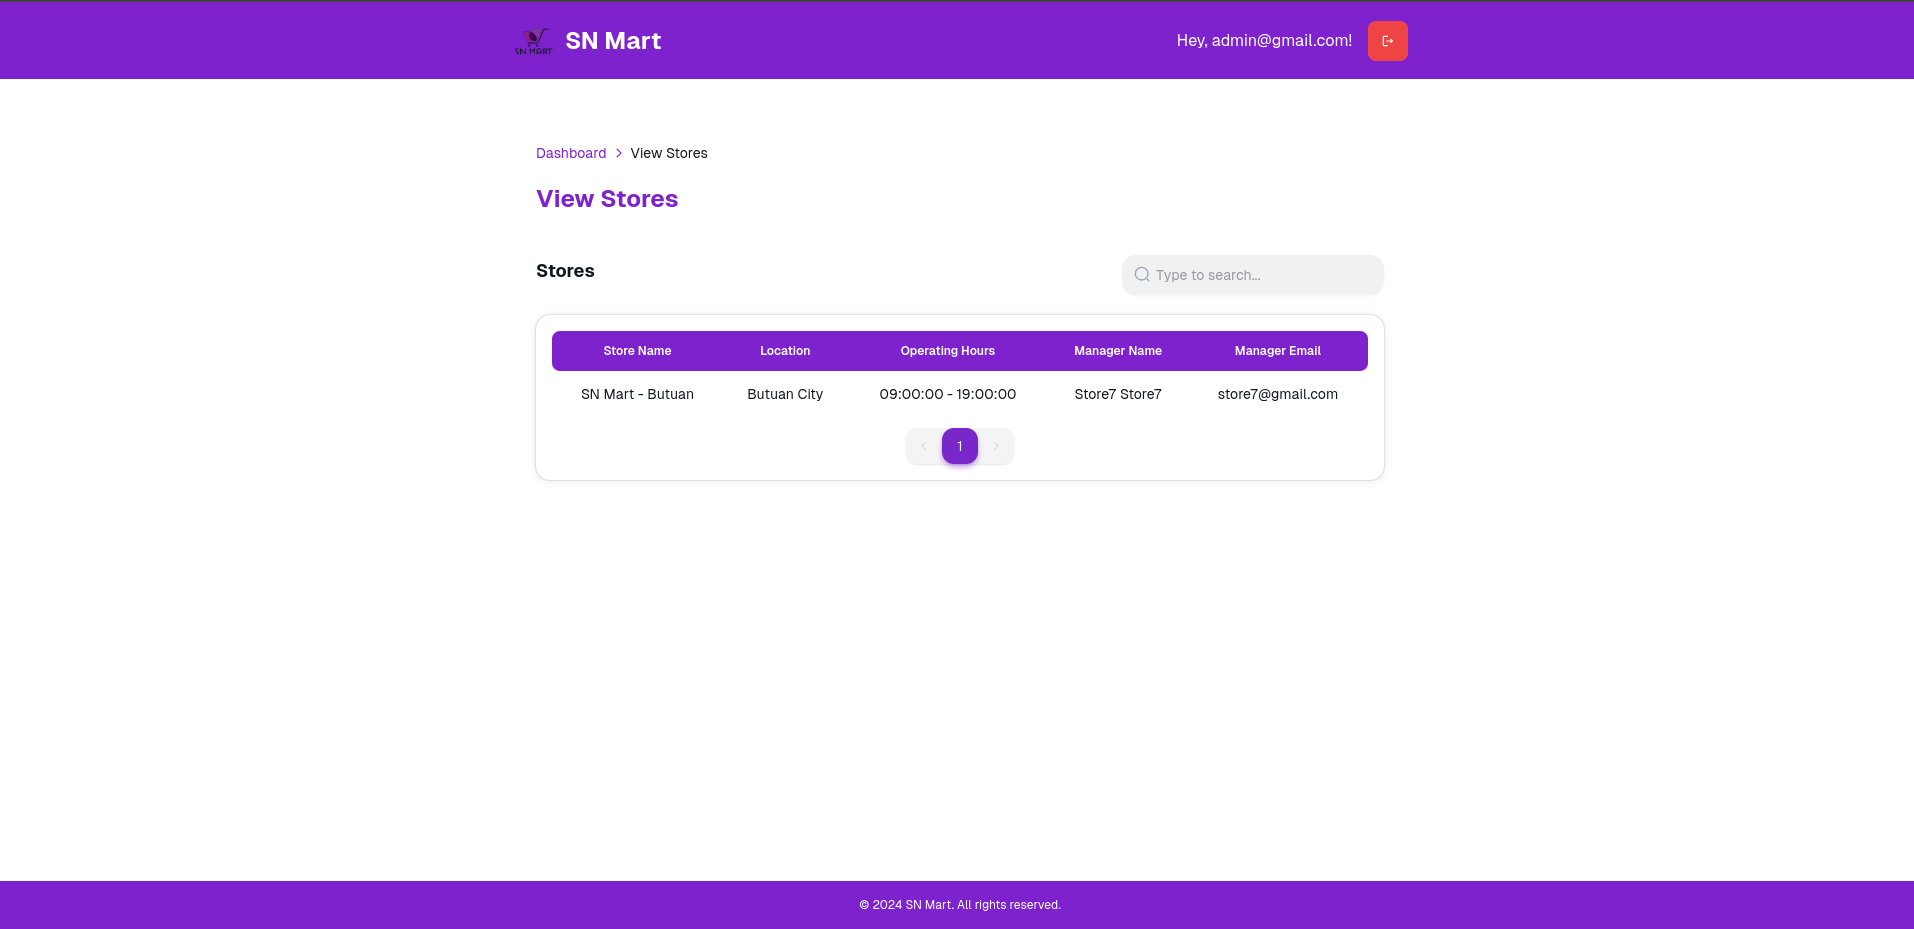 SN MART
SN Mart
Hey, admin@gmail.com!
Dashboard > View Stores
View Stores
Stores
Type to search...
Store Name Location Operating Hours Manager Name Manager Email
SN Mart - Butuan Butuan City 09:00:00 - 19:00:00 Store7 Store7 store7@gmail.com
1
© 2024 SN Mart. All rights reserved.